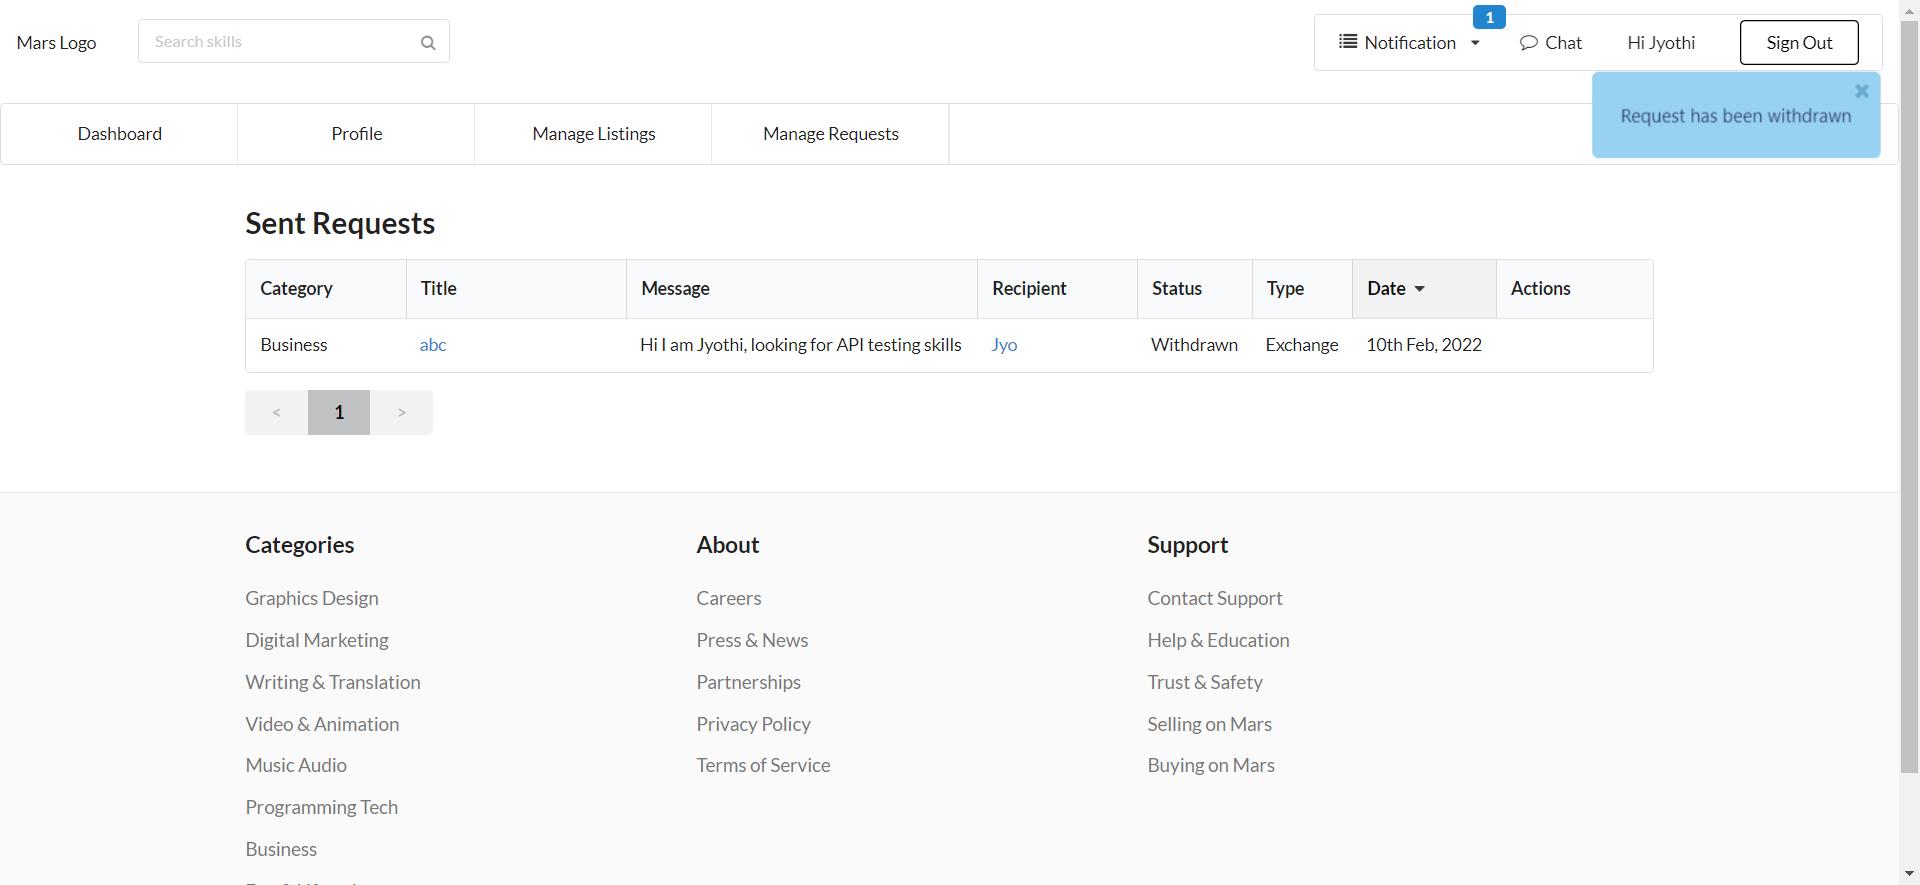 1
Mars Logo Search skills Notification Chat Hi Jyothi Sign Out
Request has been withdrawn
Dashboard Profile Manage Listings Manage Requests
Sent Requests
Category Title Message Recipient Status Type Date Actions
Business abc Hi I am Jyothi, looking for API testing skills Jyo Withdrawn Exchange 10th Feb, 2022
< 1 >
Categories
Graphics Design
Digital Marketing
Writing & Translation
Video & Animation
Music Audio
Programming Tech
Business
About
Careers
Press & News
Partnerships
Privacy Policy
Terms of Service
Support
Contact Support
Help & Education
Trust & Safety
Selling on Mars
Buying on Mars